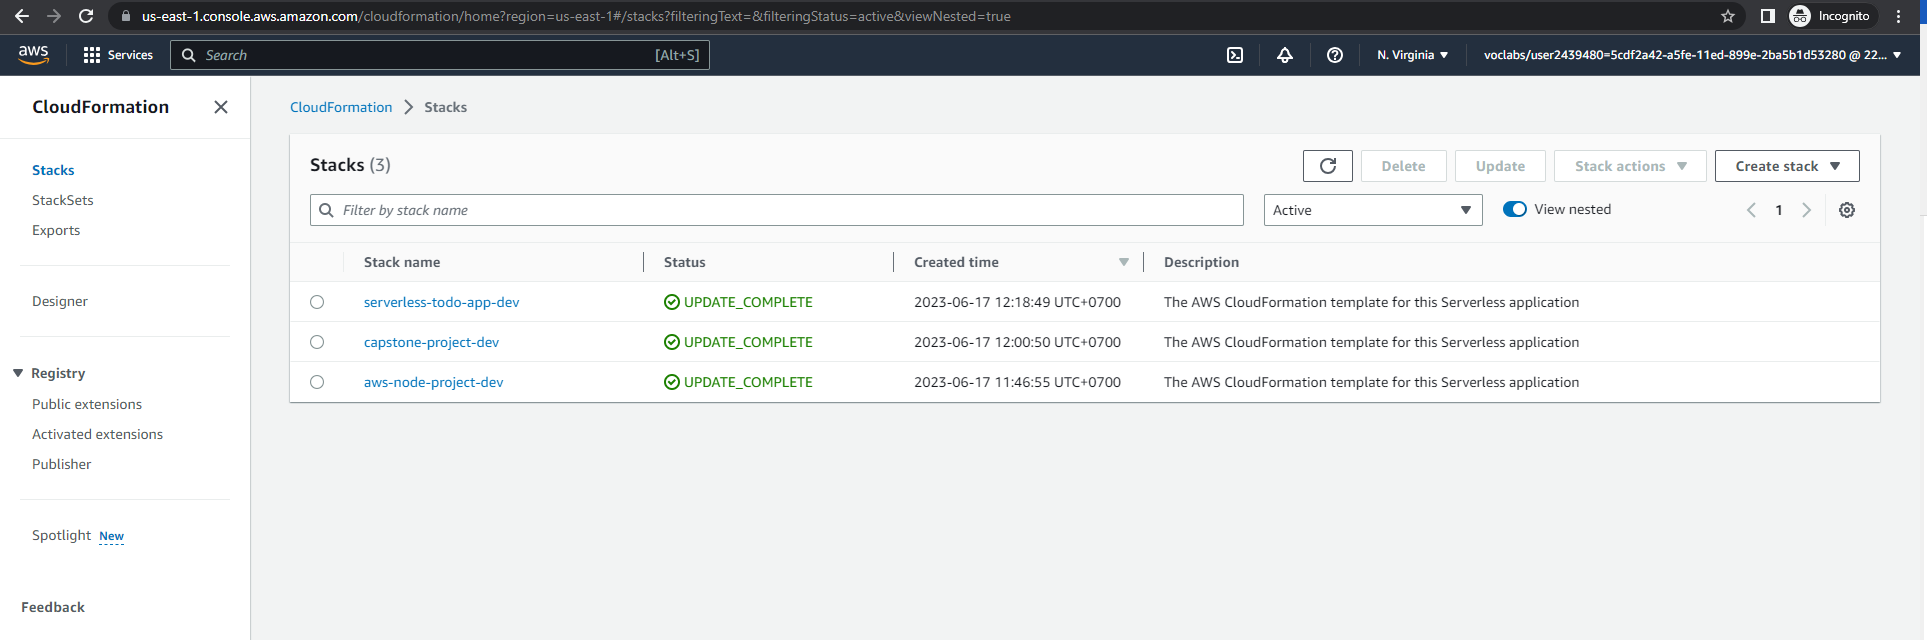 us-east-1.console.aws.amazon.com/cloudformation/home?region=us-east-1#/stacks?filteringText=&filteringStatus=active&viewNested=true
Incognito
aws
Services
Search
[Alt+S]
N. Virginia
voclabs/user2439480=5cdf2a42-a5fe-11ed-899e-2ba5b1d53280 @ 22...
CloudFormation
Stacks
StackSets
Exports
Designer
Registry
Public extensions
Activated extensions
Publisher
Spotlight New
Feedback
CloudFormation Stacks
Stacks (3)
Delete
Update
Stack actions
Create stack
Filter by stack name
Active
View nested
1
Stack name Status Created time Description
serverless-todo-app-dev UPDATE_COMPLETE 2023-06-17 12:18:49 UTC+0700 The AWS CloudFormation template for this Serverless application
capstone-project-dev UPDATE_COMPLETE 2023-06-17 12:00:50 UTC+0700 The AWS CloudFormation template for this Serverless application
aws-node-project-dev UPDATE_COMPLETE 2023-06-17 11:46:55 UTC+0700 The AWS CloudFormation template for this Serverless application